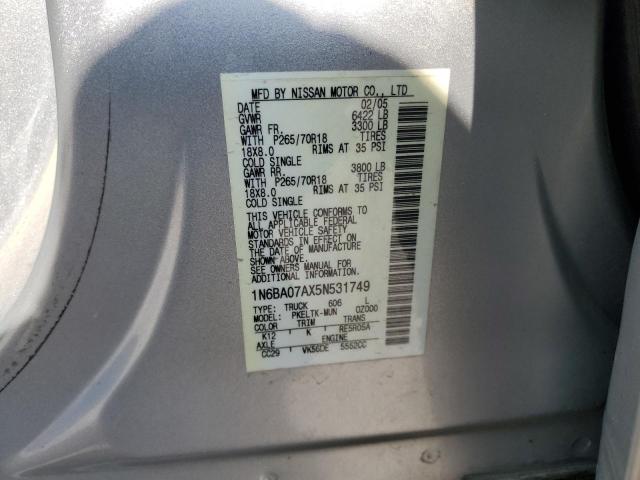 MFD BY NISSAN MOTOR CO., LTD
DATE 02/05
GVWR 6422 LB
GAWR FR. 3300 LB
WITH P265/70R18 TIRES
18X8.0 RIMS AT 35 PSI
COLD SINGLE
GAWR RR. 3800 LB
WITH P265/70R18 TIRES
18X8.0 RIMS AT 35 PSI
COLD SINGLE
THIS VEHICLE CONFORMS TO
ALL APPLICABLE FEDERAL
MOTOR VEHICLE SAFETY
STANDARDS IN EFFECT ON
THE DATE OF MANUFACTURE
SHOWN ABOVE.
SEE OWNERS MANUAL FOR
ADDITIONAL INFORMATION.
1N6BA07AX5N531749
TYPE: TRUCK 606 L
MODEL: PKELTK-MUN 0Z000
COLOR TRIM TRANS
K12 K RE5R05A
AXLE ENGINE
CC29 VK56DE 5552CC